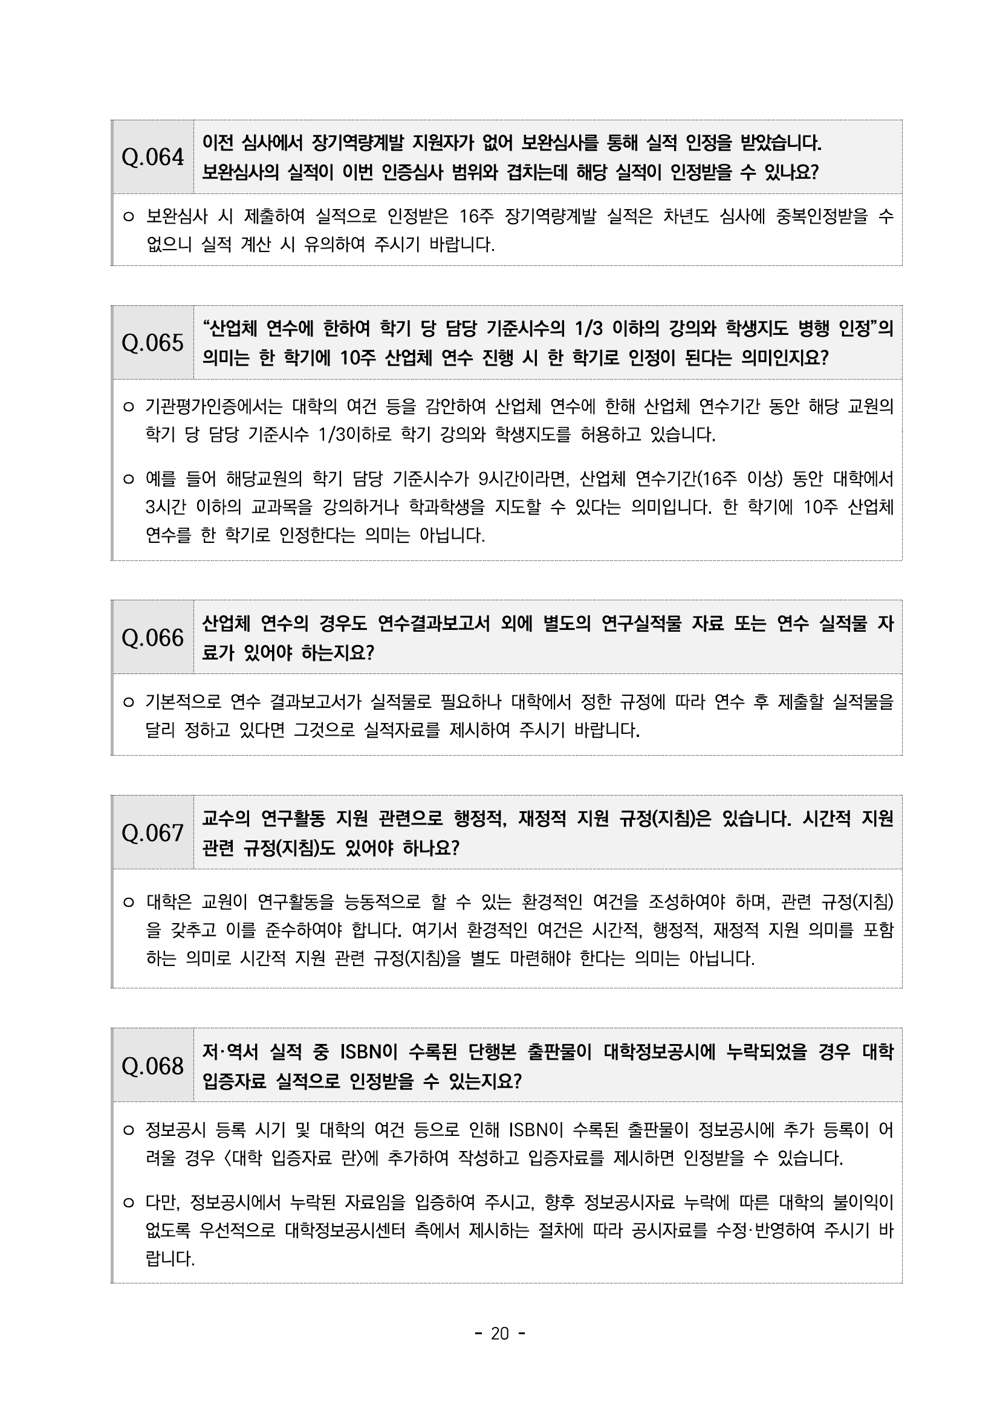 Q.064
이전 심사에서 장기역량계발 지원자가 없어 보완심사를 통해 실적 인정을 받았습니다.
보완심사의 실적이 이번 인증심사 범위와 겹치는데 해당 실적이 인정받을 수 있나요?
ㅇ 보완심사 시 제출하여 실적으로 인정받은 16주 장기역량계발 실적은 차년도 심사에 중복인정받을 수
없으니 실적 계산 시 유의하여 주시기 바랍니다.
Q.065
“산업체 연수에 한하여 학기 당 담당 기준시수의 1/3 이하의 강의와 학생지도 병행 인정”의
의미는 한 학기에 10주 산업체 연수 진행 시 한 학기로 인정이 된다는 의미인지요?
ㅇ 기관평가인증에서는 대학의 여건 등을 감안하여 산업체 연수에 한해 산업체 연수기간 동안 해당 교원의
학기 당 담당 기준시수 1/3이하로 학기 강의와 학생지도를 허용하고 있습니다.
ㅇ 예를 들어 해당교원의 학기 담당 기준시수가 9시간이라면, 산업체 연수기간(16주 이상) 동안 대학에서
3시간 이하의 교과목을 강의하거나 학과학생을 지도할 수 있다는 의미입니다. 한 학기에 10주 산업체
연수를 한 학기로 인정한다는 의미는 아닙니다.
Q.066
산업체 연수의 경우도 연수결과보고서 외에 별도의 연구실적물 자료 또는 연수 실적물 자
료가 있어야 하는지요?
ㅇ 기본적으로 연수 결과보고서가 실적물로 필요하나 대학에서 정한 규정에 따라 연수 후 제출할 실적물을
달리 정하고 있다면 그것으로 실적자료를 제시하여 주시기 바랍니다.
Q.067
교수의 연구활동 지원 관련으로 행정적, 재정적 지원 규정(지침)은 있습니다. 시간적 지원
관련 규정(지침)도 있어야 하나요?
ㅇ 대학은 교원이 연구활동을 능동적으로 할 수 있는 환경적인 여건을 조성하여야 하며, 관련 규정(지침)
을 갖추고 이를 준수하여야 합니다. 여기서 환경적인 여건은 시간적, 행정적, 재정적 지원 의미를 포함
하는 의미로 시간적 지원 관련 규정(지침)을 별도 마련해야 한다는 의미는 아닙니다.
Q.068
저·역서 실적 중 ISBN이 수록된 단행본 출판물이 대학정보공시에 누락되었을 경우 대학
입증자료 실적으로 인정받을 수 있는지요?
ㅇ 정보공시 등록 시기 및 대학의 여건 등으로 인해 ISBN이 수록된 출판물이 정보공시에 추가 등록이 어
려울 경우 〈대학 입증자료 란〉에 추가하여 작성하고 입증자료를 제시하면 인정받을 수 있습니다.
ㅇ 다만, 정보공시에서 누락된 자료임을 입증하여 주시고, 향후 정보공시자료 누락에 따른 대학의 불이익이
없도록 우선적으로 대학정보공시센터 측에서 제시하는 절차에 따라 공시자료를 수정·반영하여 주시기 바
랍니다.
- 20 -